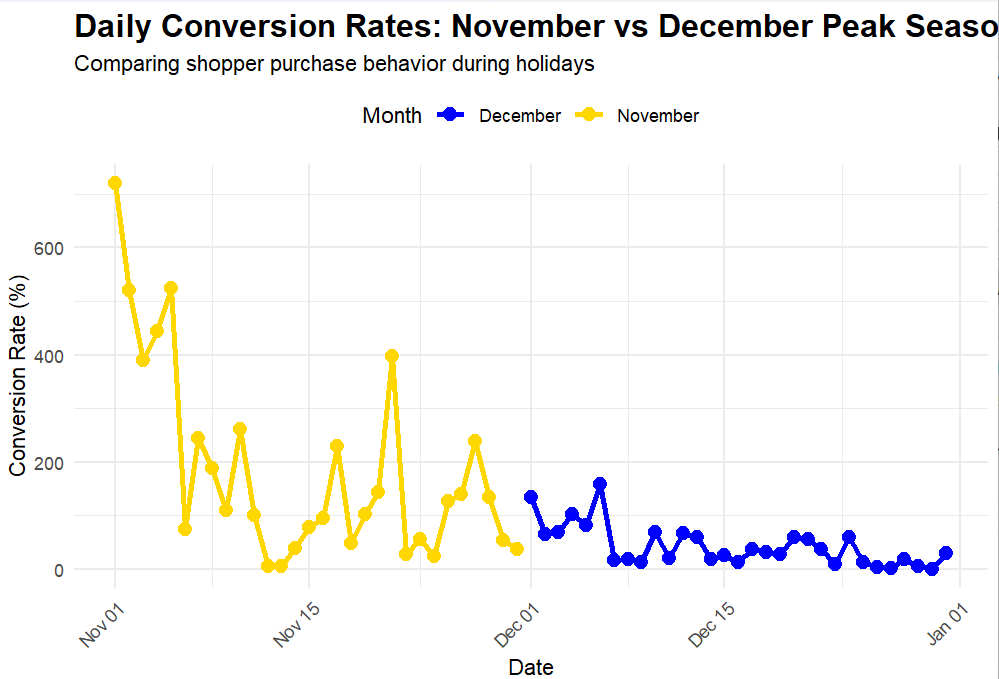 Daily Conversion Rates: November vs December Peak Seaso
Comparing shopper purchase behavior during holidays
Month December November
Conversion Rate (%)
600
400
200
0
Nov 01 Nov 15 Dec 01 Dec 15 Jan 01
Date